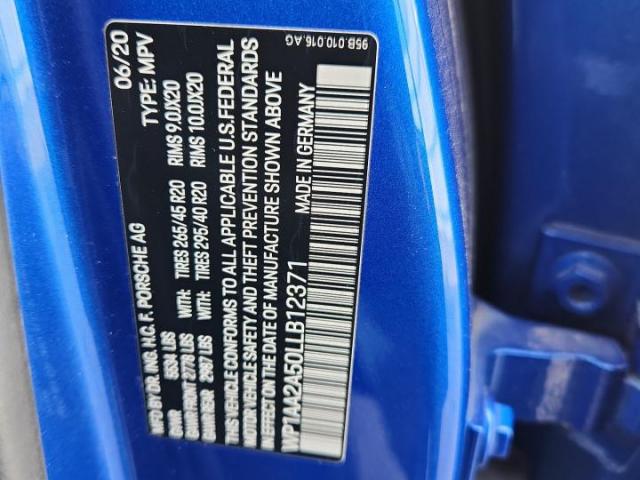 MFD BY DR. ING. H.C. F. PORSCHE AG 06/20
GVWR 5534 LBS TYPE: MPV
GAWR FRONT 2778 LBS WITH: TIRES 265/45 R20 RIMS 9.0JX20
GAWR REAR 2987 LBS WITH: TIRES 295/40 R20 RIMS 10.0JX20
THIS VEHICLE CONFORMS TO ALL APPLICABLE U.S. FEDERAL
MOTOR VEHICLE SAFETY AND THEFT PREVENTION STANDARDS
EFFECT ON THE DATE OF MANUFACTURE SHOWN ABOVE
WP1AA2A50LLB12371 MADE IN GERMANY
95B.010.016.AG